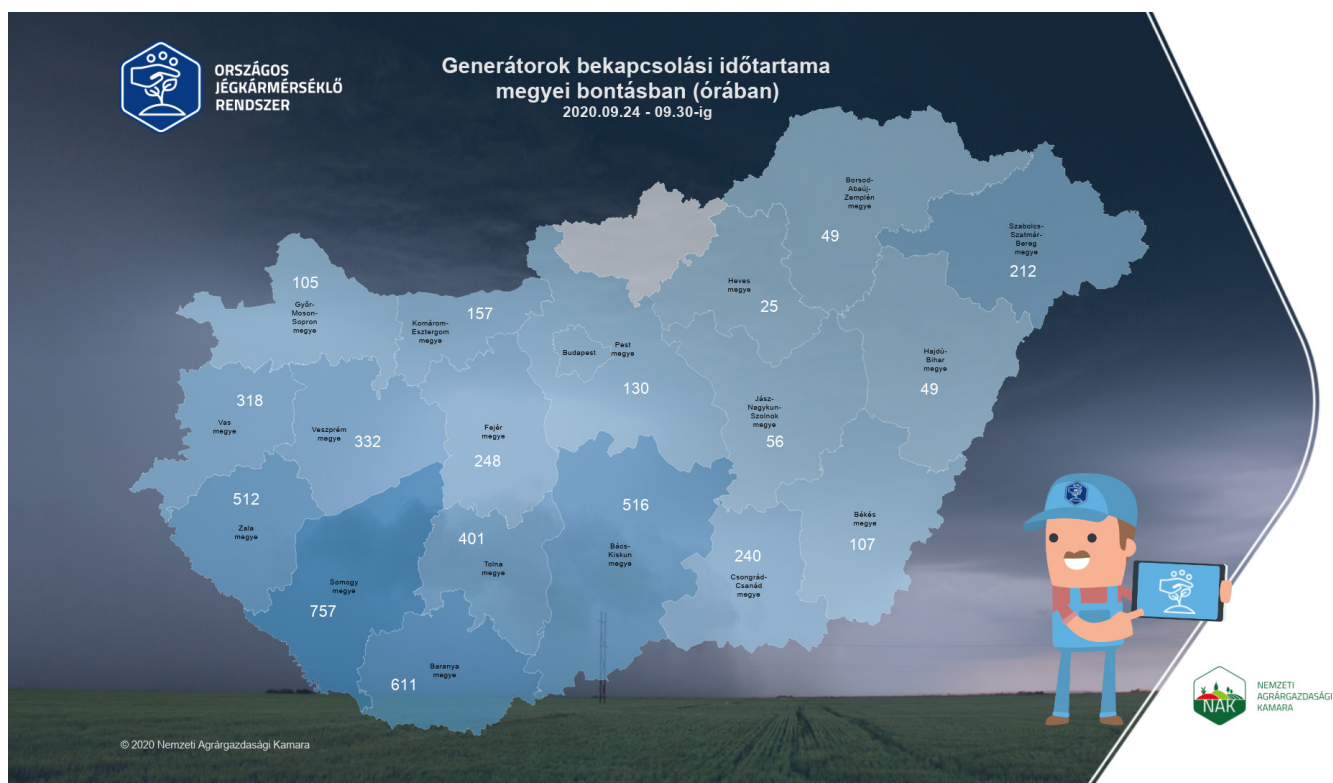 ORSZÁGOS
JÉGKÁRMÉRSÉKLŐ
RENDSZER
Generátorok bekapcsolási időtartama
megyei bontásban (órában)
2020.09.24 - 09.30-ig
Borsod-
Abaúj-
Zemplén
megye
49
Szabolcs-
Szatmár-
Bereg
megye
212
105
Győr-
Moson-
Sopron
megye
157
Komárom-
Esztergom
megye
Heves
megye
25
Budapest
Pest
megye
130
Hajdú-
Bihar
megye
49
318
Vas
megye
Veszprém
megye
332
Fejér
megye
248
Jász-
Nagykun-
Szolnok
megye
56
512
Zala
megye
401
Tolna
megye
516
Bács-
Kiskun
megye
240
Csongrád-
Csanád
megye
Békés
megye
107
Somogy
megye
757
Baranya
megye
611
NAK
NEMZETI
AGRÁRGAZDASÁGI
KAMARA
© 2020 Nemzeti Agrárgazdasági Kamara